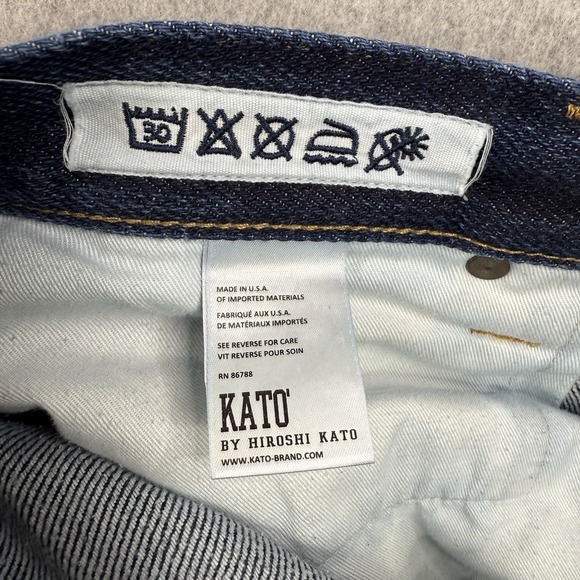 30
MADE IN U.S.A.
OF IMPORTED MATERIALS
FABRIQUÉ AUX U.S.A.
DE MATÉRIAUX IMPORTÉS
SEE REVERSE FOR CARE
VIT REVERSE POUR SOIN
RN 86788
KATO'
BY HIROSHI KATO
WWW.KATO-BRAND.COM